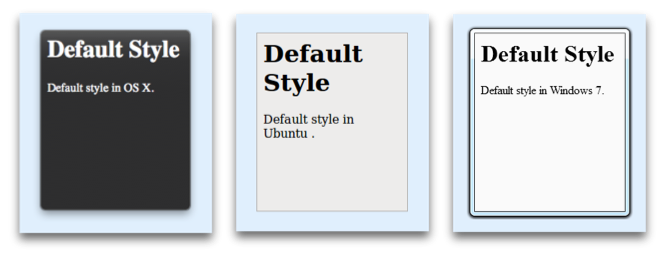 Default Style
Default style in OS X.
Default
Style
Default style in
Ubuntu .
Default Style
Default style in Windows 7.